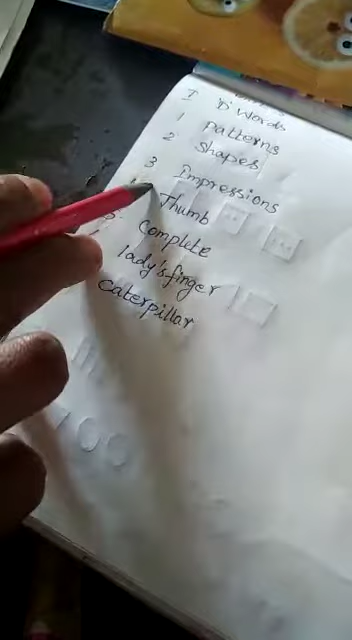 I 'D' Words
1 Patterns
2 Shapes
3 Impressions
Thumb
Complete
lady's finger
caterpillar